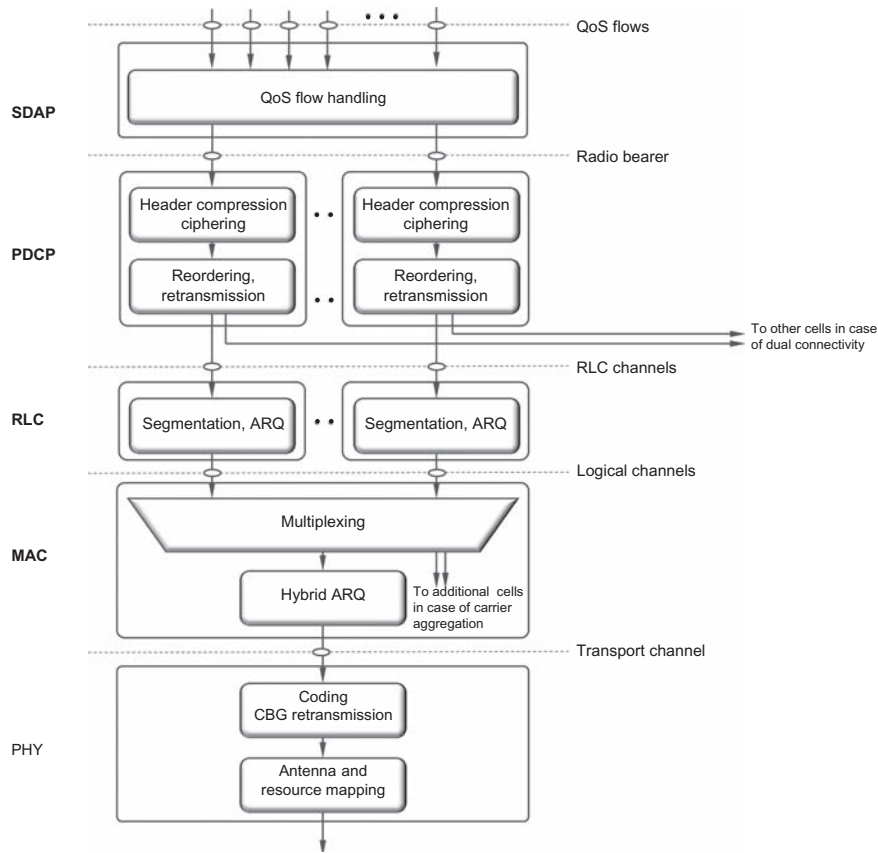 QoS flows
SDAP
QoS flow handling
Radio bearer
PDCP
Header compression
ciphering
Header compression
ciphering
Reordering,
retransmission
Reordering,
retransmission
To other cells in case
of dual connectivity
RLC channels
RLC
Segmentation, ARQ
Segmentation, ARQ
Logical channels
MAC
Multiplexing
Hybrid ARQ
To additional cells
in case of carrier
aggregation
Transport channel
PHY
Coding
CBG retransmission
Antenna and
resource mapping